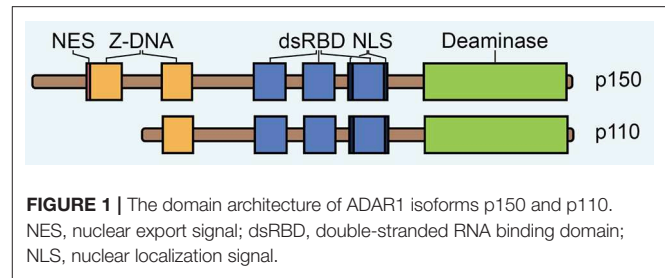 NES Z-DNA dsRBD NLS Deaminase
p150
p110
FIGURE 1 | The domain architecture of ADAR1 isoforms p150 and p110.
NES, nuclear export signal; dsRBD, double-stranded RNA binding domain;
NLS, nuclear localization signal.